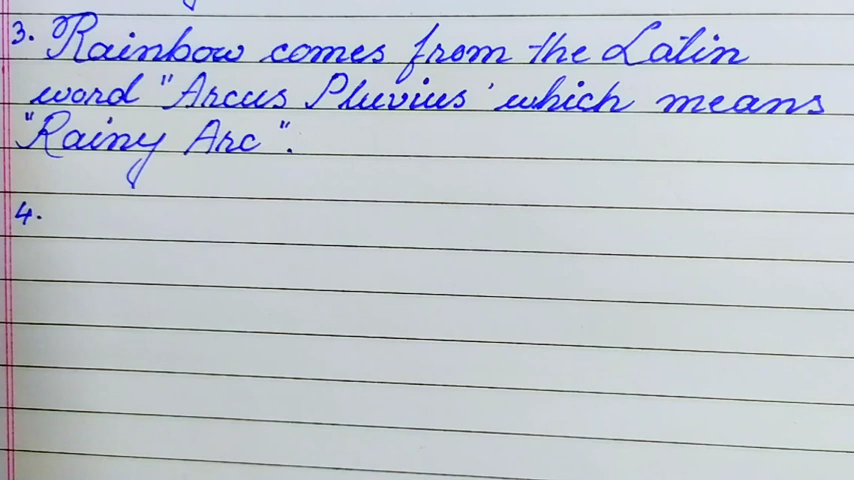 3. Rainbow comes from the Latin
word "Arcus Pluvius' which means
"Rainy Arc".
4.